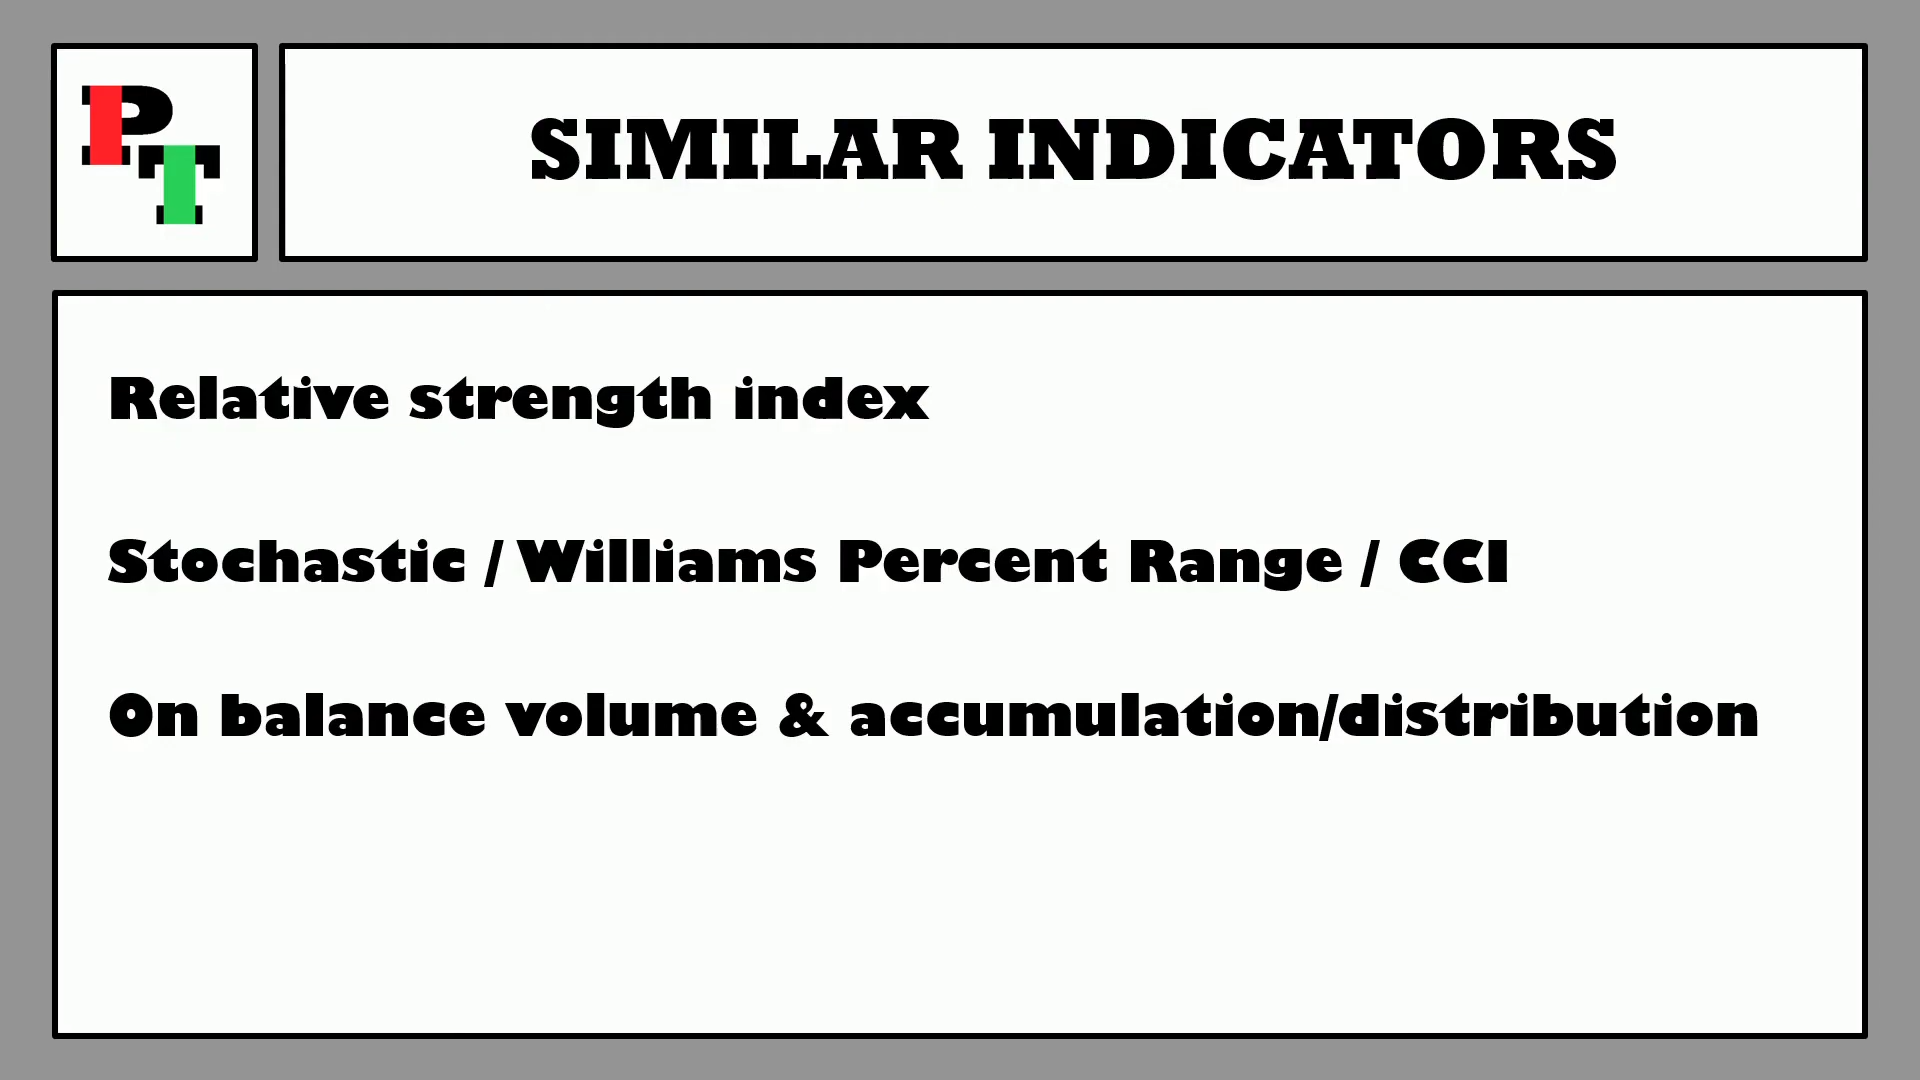 PT
SIMILAR INDICATORS
Relative strength index
Stochastic / Williams Percent Range / CCI
On balance volume & accumulation/distribution